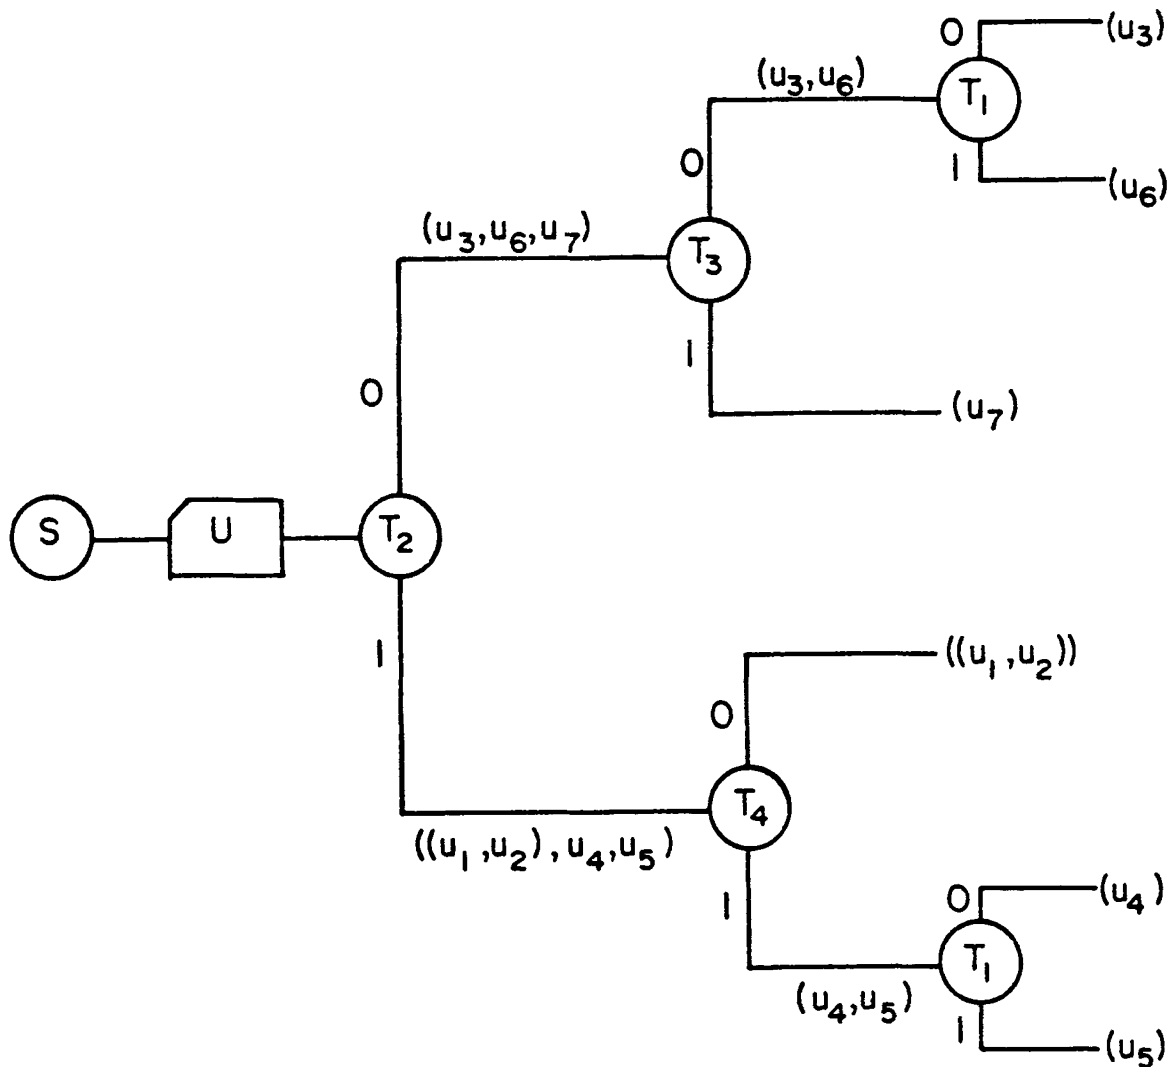 0 (u₃)
(u₃,u₆) T₁
0 1 (u₆)
(u₃,u₆,u₇) T₃
1
0 (u₇)
S U T₂
1 ((u₁,u₂))
0
T₄
((u₁,u₂),u₄,u₅)
1 0 (u₄)
T₁
(u₄,u₅)
1 (u₅)